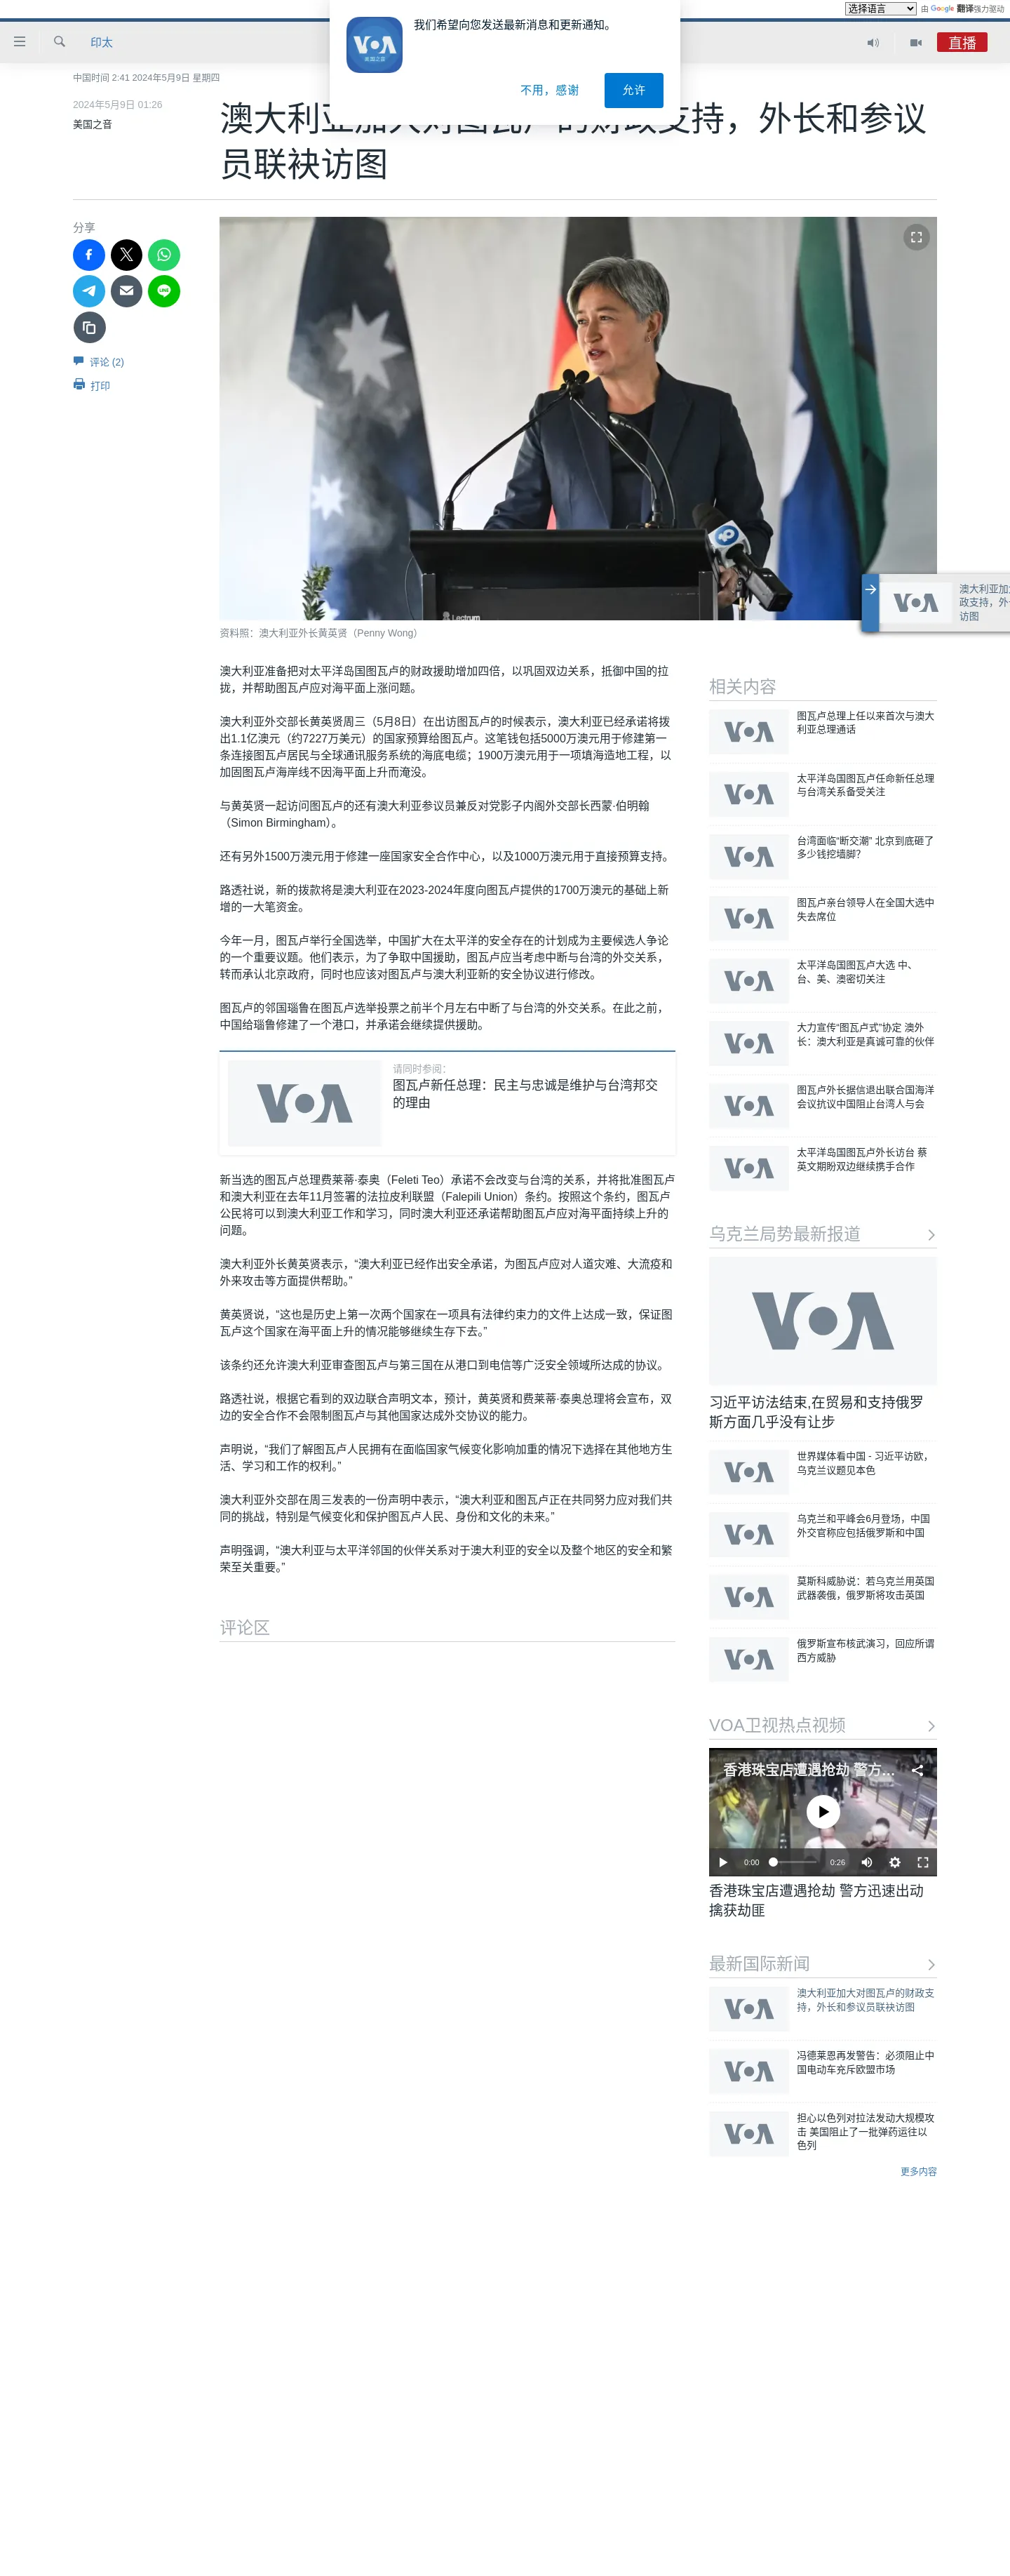 选择语言
由 Google 翻译强力驱动
我们希望向您发送最新消息和更新通知。
VOA
美国之音
不用，感谢
允许
印太
直播
中国时间 2:41 2024年5月9日 星期四
2024年5月9日 01:26
美国之音
澳大利亚加大对图瓦卢的财政支持，外长和参议
员联袂访图
分享
评论 (2)
打印
Lectrum
资料照：澳大利亚外长黄英贤（Penny Wong）
VOA
澳大利亚加
政支持，外
访图
澳大利亚准备把对太平洋岛国图瓦卢的财政援助增加四倍，以巩固双边关系，抵御中国的拉
拢，并帮助图瓦卢应对海平面上涨问题。
澳大利亚外交部长黄英贤周三（5月8日）在出访图瓦卢的时候表示，澳大利亚已经承诺将拨
出1.1亿澳元（约7227万美元）的国家预算给图瓦卢。这笔钱包括5000万澳元用于修建第一
条连接图瓦卢居民与全球通讯服务系统的海底电缆；1900万澳元用于一项填海造地工程，以
加固图瓦卢海岸线不因海平面上升而淹没。
与黄英贤一起访问图瓦卢的还有澳大利亚参议员兼反对党影子内阁外交部长西蒙·伯明翰
（Simon Birmingham）。
还有另外1500万澳元用于修建一座国家安全合作中心，以及1000万澳元用于直接预算支持。
路透社说，新的拨款将是澳大利亚在2023-2024年度向图瓦卢提供的1700万澳元的基础上新
增的一大笔资金。
今年一月，图瓦卢举行全国选举，中国扩大在太平洋的安全存在的计划成为主要候选人争论
的一个重要议题。他们表示，为了争取中国援助，图瓦卢应当考虑中断与台湾的外交关系，
转而承认北京政府，同时也应该对图瓦卢与澳大利亚新的安全协议进行修改。
图瓦卢的邻国瑙鲁在图瓦卢选举投票之前半个月左右中断了与台湾的外交关系。在此之前，
中国给瑙鲁修建了一个港口，并承诺会继续提供援助。
VOA
请同时参阅：
图瓦卢新任总理：民主与忠诚是维护与台湾邦交
的理由
新当选的图瓦卢总理费莱蒂·泰奥（Feleti Teo）承诺不会改变与台湾的关系，并将批准图瓦卢
和澳大利亚在去年11月签署的法拉皮利联盟（Falepili Union）条约。按照这个条约，图瓦卢
公民将可以到澳大利亚工作和学习，同时澳大利亚还承诺帮助图瓦卢应对海平面持续上升的
问题。
澳大利亚外长黄英贤表示，“澳大利亚已经作出安全承诺，为图瓦卢应对人道灾难、大流疫和
外来攻击等方面提供帮助。”
黄英贤说，“这也是历史上第一次两个国家在一项具有法律约束力的文件上达成一致，保证图
瓦卢这个国家在海平面上升的情况能够继续生存下去。”
该条约还允许澳大利亚审查图瓦卢与第三国在从港口到电信等广泛安全领域所达成的协议。
路透社说，根据它看到的双边联合声明文本，预计，黄英贤和费莱蒂·泰奥总理将会宣布，双
边的安全合作不会限制图瓦卢与其他国家达成外交协议的能力。
声明说，“我们了解图瓦卢人民拥有在面临国家气候变化影响加重的情况下选择在其他地方生
活、学习和工作的权利。”
澳大利亚外交部在周三发表的一份声明中表示，“澳大利亚和图瓦卢正在共同努力应对我们共
同的挑战，特别是气候变化和保护图瓦卢人民、身份和文化的未来。”
声明强调，“澳大利亚与太平洋邻国的伙伴关系对于澳大利亚的安全以及整个地区的安全和繁
荣至关重要。”
评论区
相关内容
VOA
图瓦卢总理上任以来首次与澳大
利亚总理通话
VOA
太平洋岛国图瓦卢任命新任总理
与台湾关系备受关注
VOA
台湾面临“断交潮” 北京到底砸了
多少钱挖墙脚？
VOA
图瓦卢亲台领导人在全国大选中
失去席位
VOA
太平洋岛国图瓦卢大选 中、
台、美、澳密切关注
VOA
大力宣传“图瓦卢式”协定 澳外
长：澳大利亚是真诚可靠的伙伴
VOA
图瓦卢外长据信退出联合国海洋
会议抗议中国阻止台湾人与会
VOA
太平洋岛国图瓦卢外长访台 蔡
英文期盼双边继续携手合作
乌克兰局势最新报道
VOA
习近平访法结束,在贸易和支持俄罗
斯方面几乎没有让步
VOA
世界媒体看中国 - 习近平访欧，
乌克兰议题见本色
VOA
乌克兰和平峰会6月登场，中国
外交官称应包括俄罗斯和中国
VOA
莫斯科威胁说：若乌克兰用英国
武器袭俄，俄罗斯将攻击英国
VOA
俄罗斯宣布核武演习，回应所谓
西方威胁
VOA卫视热点视频
香港珠宝店遭遇抢劫 警方...
0:00
0:26
香港珠宝店遭遇抢劫 警方迅速出动
擒获劫匪
最新国际新闻
VOA
澳大利亚加大对图瓦卢的财政支
持，外长和参议员联袂访图
VOA
冯德莱恩再发警告：必须阻止中
国电动车充斥欧盟市场
VOA
担心以色列对拉法发动大规模攻
击 美国阻止了一批弹药运往以
色列
更多内容